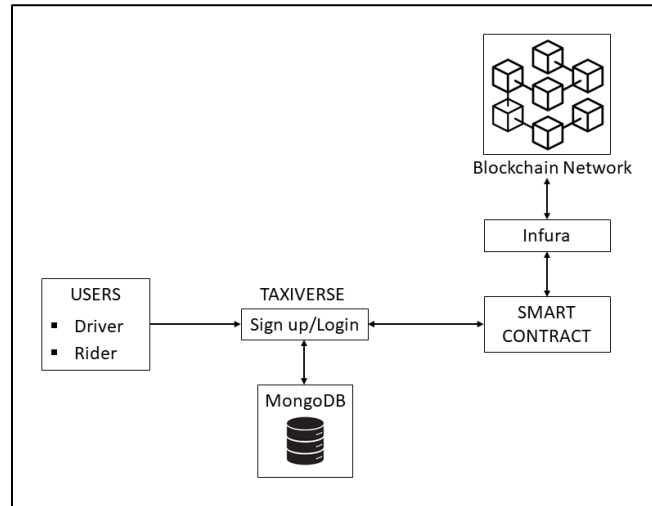 Blockchain Network
Infura
USERS
▪ Driver
▪ Rider
TAXIVERSE
Sign up/Login
SMART
CONTRACT
MongoDB